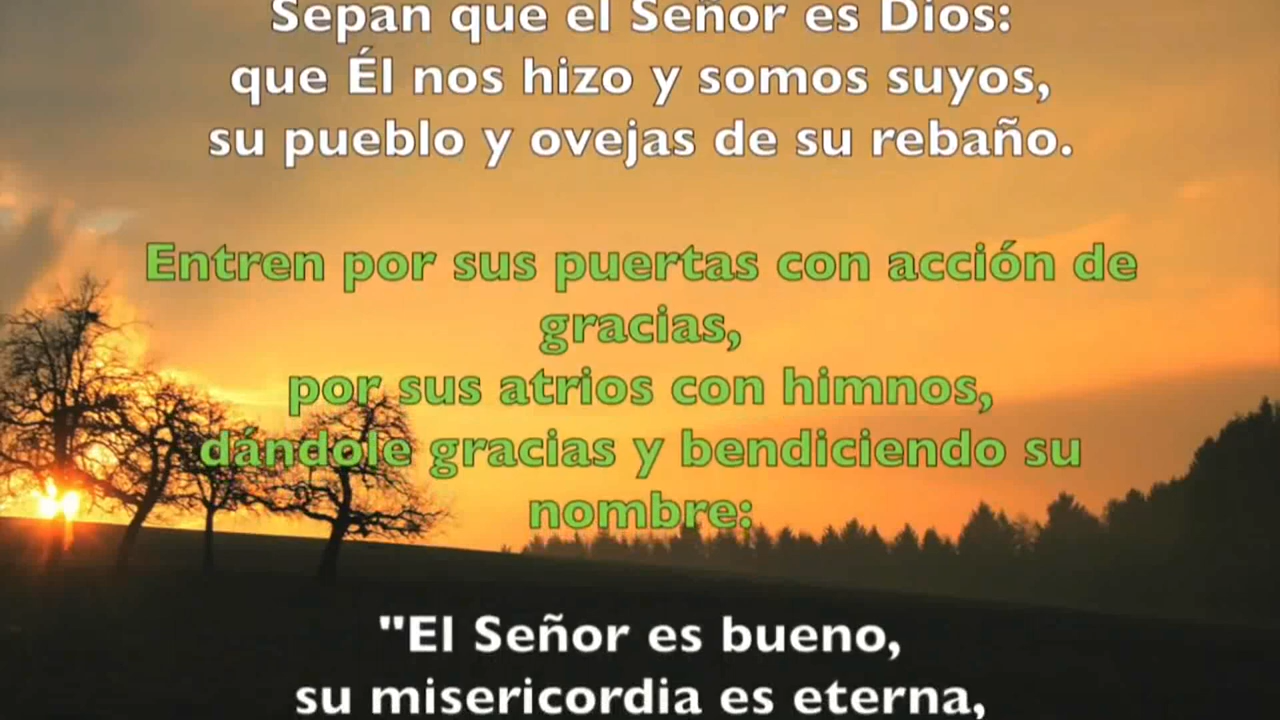 Sepan que el Señor es Dios:
que Él nos hizo y somos suyos,
su pueblo y ovejas de su rebaño.
Entren por sus puertas con acción de
gracias,
por sus atrios con himnos,
dándole gracias y bendiciendo su
nombre:
"El Señor es bueno,
su misericordia es eterna,